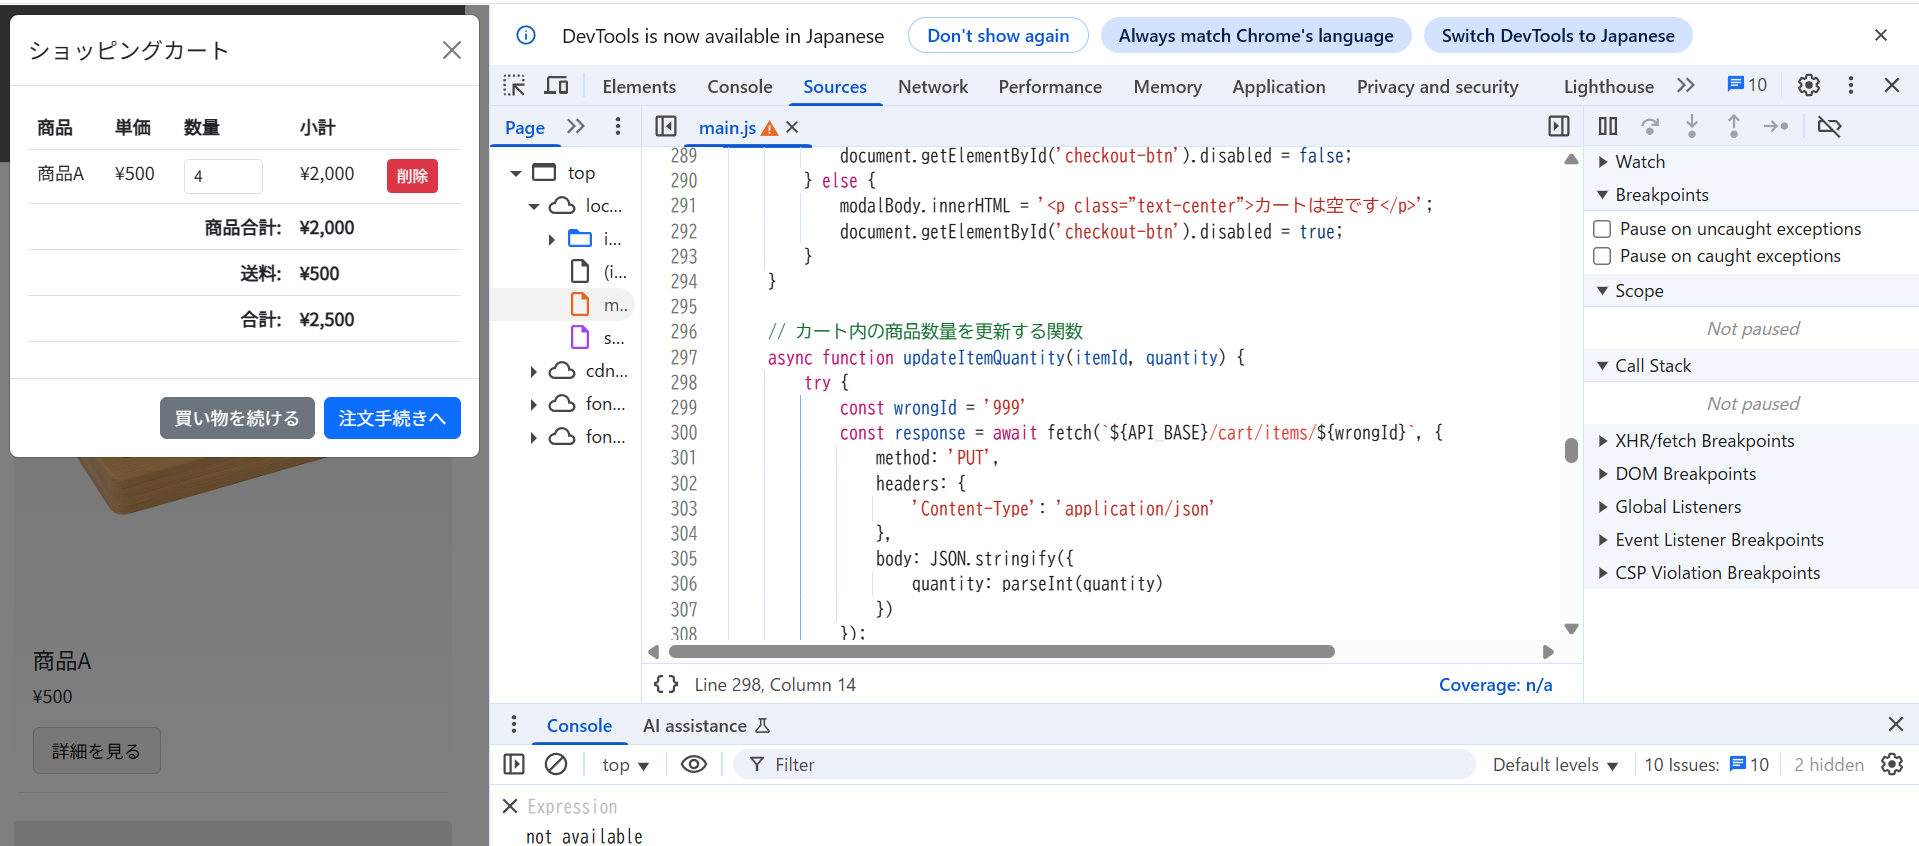 ショッピングカート
商品 単価 数量 小計
商品A ¥500 4 ¥2,000 削除
商品合計: ¥2,000
送料: ¥500
合計: ¥2,500
買い物を続ける 注文手続きへ
商品A
¥500
詳細を見る
DevTools is now available in Japanese Don't show again Always match Chrome's language Switch DevTools to Japanese
Elements Console Sources Network Performance Memory Application Privacy and security Lighthouse 10
Page
top
loc...
i...
(i...
m..
s...
cdn...
fon...
fon...
main.js
289 document.getElementById('checkout-btn').disabled = false;
290 } else {
291 modalBody.innerHTML = '<p class="text-center">カートは空です</p>';
292 document.getElementById('checkout-btn').disabled = true;
293 }
294 }
295
296 // カート内の商品数量を更新する関数
297 async function updateItemQuantity(itemId, quantity) {
298 try {
299 const wrongId = '999'
300 const response = await fetch(`${API_BASE}/cart/items/${wrongId}`, {
301 method: 'PUT',
302 headers: {
303 'Content-Type': 'application/json'
304 },
305 body: JSON.stringify({
306 quantity: parseInt(quantity)
307 })
308 });
{ } Line 298, Column 14 Coverage: n/a
Watch
Breakpoints
Pause on uncaught exceptions
Pause on caught exceptions
Scope
Not paused
Call Stack
Not paused
XHR/fetch Breakpoints
DOM Breakpoints
Global Listeners
Event Listener Breakpoints
CSP Violation Breakpoints
Console AI assistance
top Filter Default levels 10 Issues: 10 2 hidden
Expression
not available